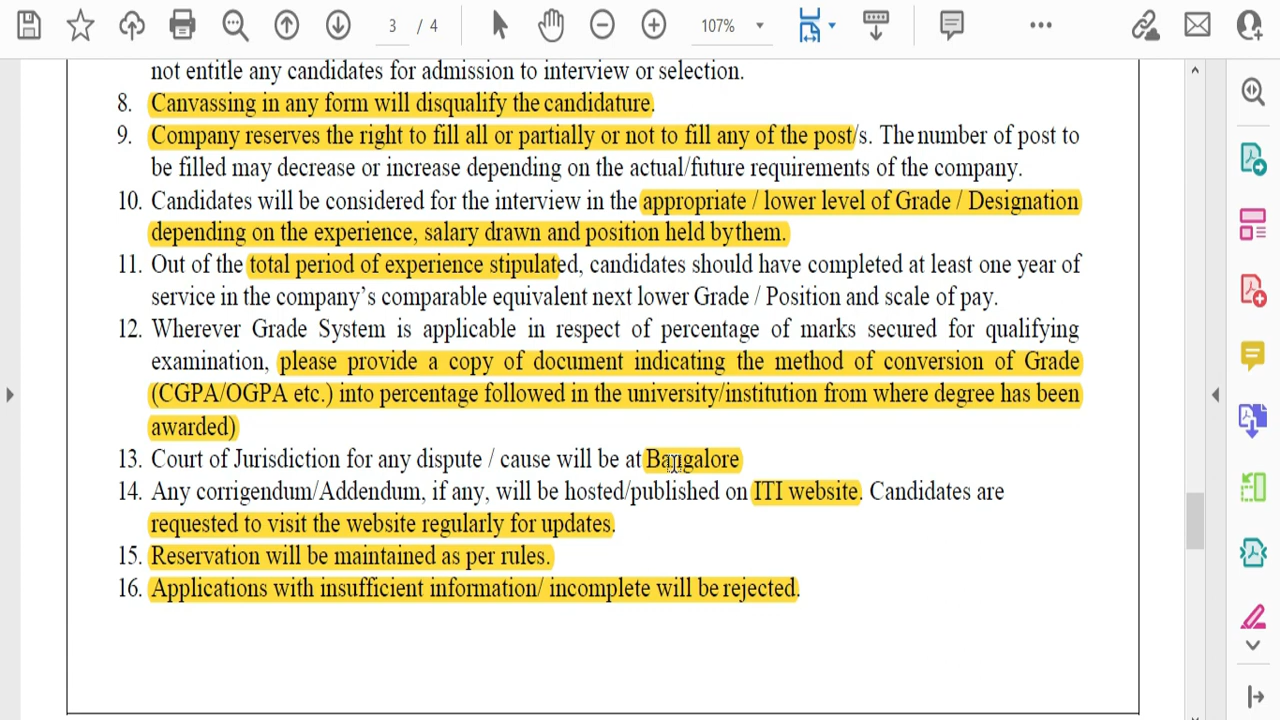 3 / 4
107%
not entitle any candidates for admission to interview or selection.
8. Canvassing in any form will disqualify the candidature.
9. Company reserves the right to fill all or partially or not to fill any of the post/s. The number of post to
be filled may decrease or increase depending on the actual/future requirements of the company.
10. Candidates will be considered for the interview in the appropriate / lower level of Grade / Designation
depending on the experience, salary drawn and position held by them.
11. Out of the total period of experience stipulated, candidates should have completed at least one year of
service in the company’s comparable equivalent next lower Grade / Position and scale of pay.
12. Wherever Grade System is applicable in respect of percentage of marks secured for qualifying
examination, please provide a copy of document indicating the method of conversion of Grade
(CGPA/OGPA etc.) into percentage followed in the university/institution from where degree has been
awarded)
13. Court of Jurisdiction for any dispute / cause will be at Bangalore
14. Any corrigendum/Addendum, if any, will be hosted/published on ITI website. Candidates are
requested to visit the website regularly for updates.
15. Reservation will be maintained as per rules.
16. Applications with insufficient information/ incomplete will be rejected.